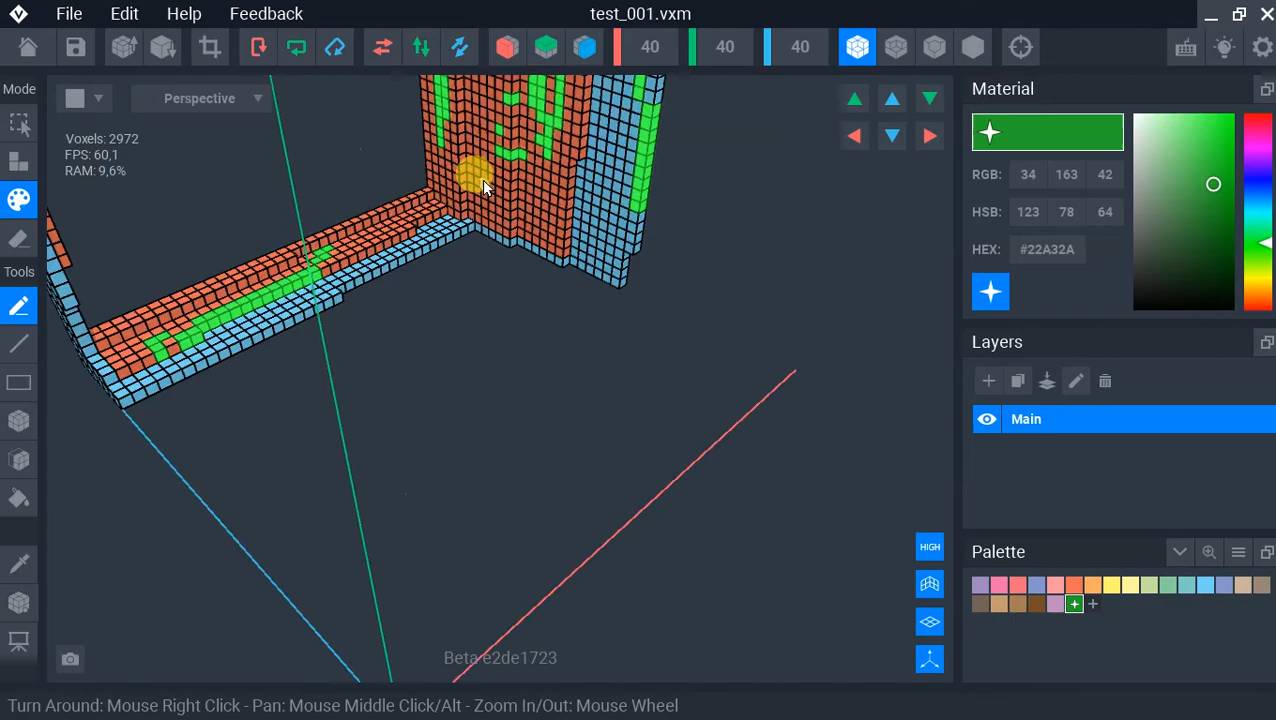 File Edit Help Feedback test_001.vxm
40 40 40
Mode
Perspective
Voxels: 2972
FPS: 60,1
RAM: 9,6%
Tools
Material
RGB: 34 163 42
HSB: 123 78 64
HEX: #22A32A
Layers
Main
HIGH
Palette
Beta e2de1723
Turn Around: Mouse Right Click - Pan: Mouse Middle Click/Alt - Zoom In/Out: Mouse Wheel